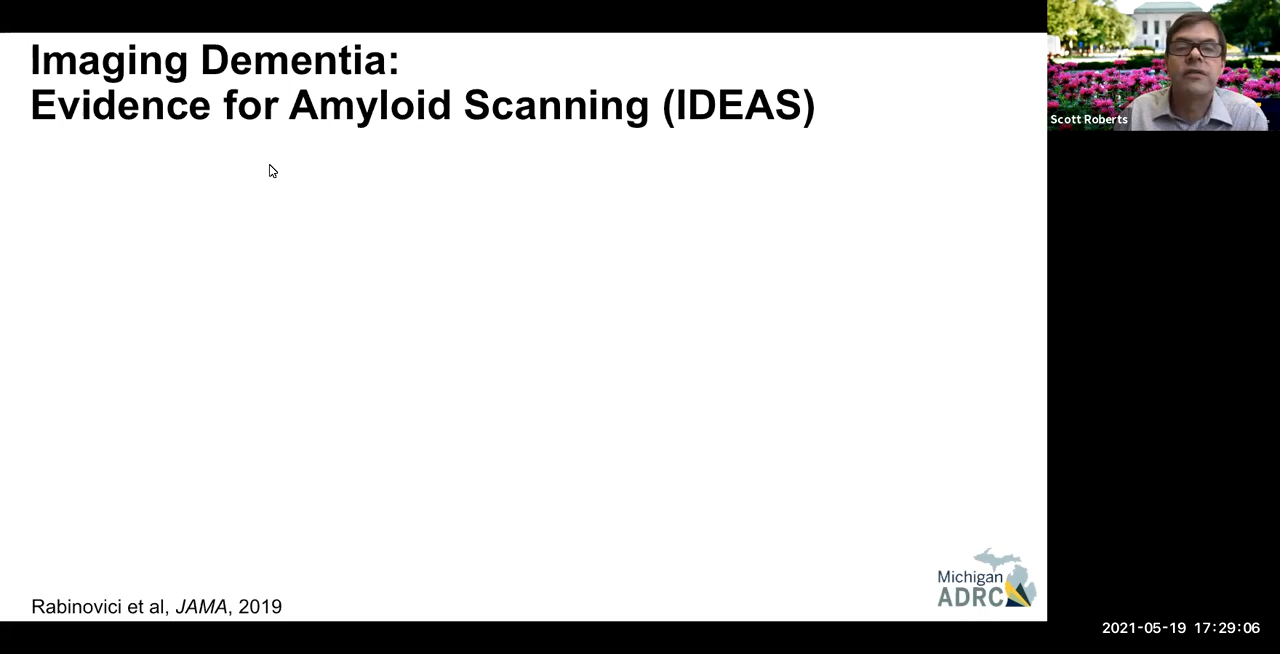 Imaging Dementia:
Evidence for Amyloid Scanning (IDEAS)
Scott Roberts
Rabinovici et al, JAMA, 2019
Michigan
ADRC
2021-05-19 17:29:06